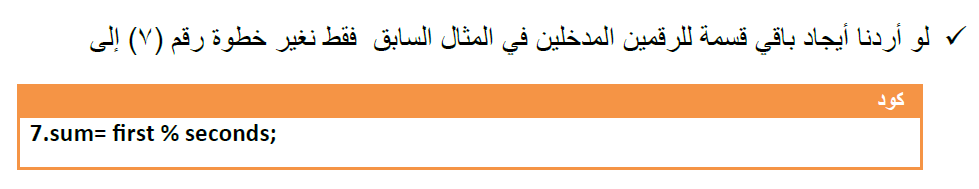 ✓ لو أردنا أيجاد باقي قسمة للرقمين المدخلين في المثال السابق فقط نغير خطوة رقم (٧) إلى
كود
7.sum= first % seconds;